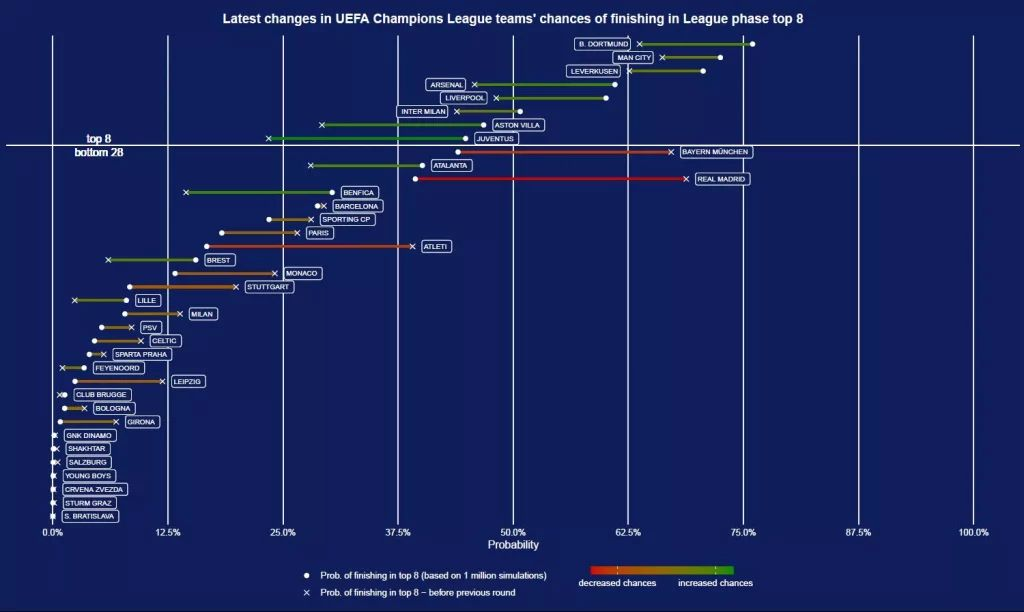 Latest changes in UEFA Champions League teams' chances of finishing in League phase top 8
B. DORTMUND
MAN CITY
LEVERKUSEN
ARSENAL
LIVERPOOL
INTER MILAN
ASTON VILLA
top 8
JUVENTUS
bottom 28
BAYERN MÜNCHEN
ATALANTA
REAL MADRID
BENFICA
BARCELONA
SPORTING CP
PARIS
ATLETI
BREST
MONACO
STUTTGART
LILLE
MILAN
PSV
CELTIC
SPARTA PRAHA
FEYENOORD
LEIPZIG
CLUB BRUGGE
BOLOGNA
GIRONA
GNK DINAMO
SHAKHTAR
SALZBURG
YOUNG BOYS
CRVENA ZVEZDA
STURM GRAZ
S. BRATISLAVA
0.0% 12.5% 25.0% 37.5% 50.0% 62.5% 75.0% 87.5% 100.0%
Probability
Prob. of finishing in top 8 (based on 1 million simulations)
Prob. of finishing in top 8 − before previous round
decreased chances increased chances